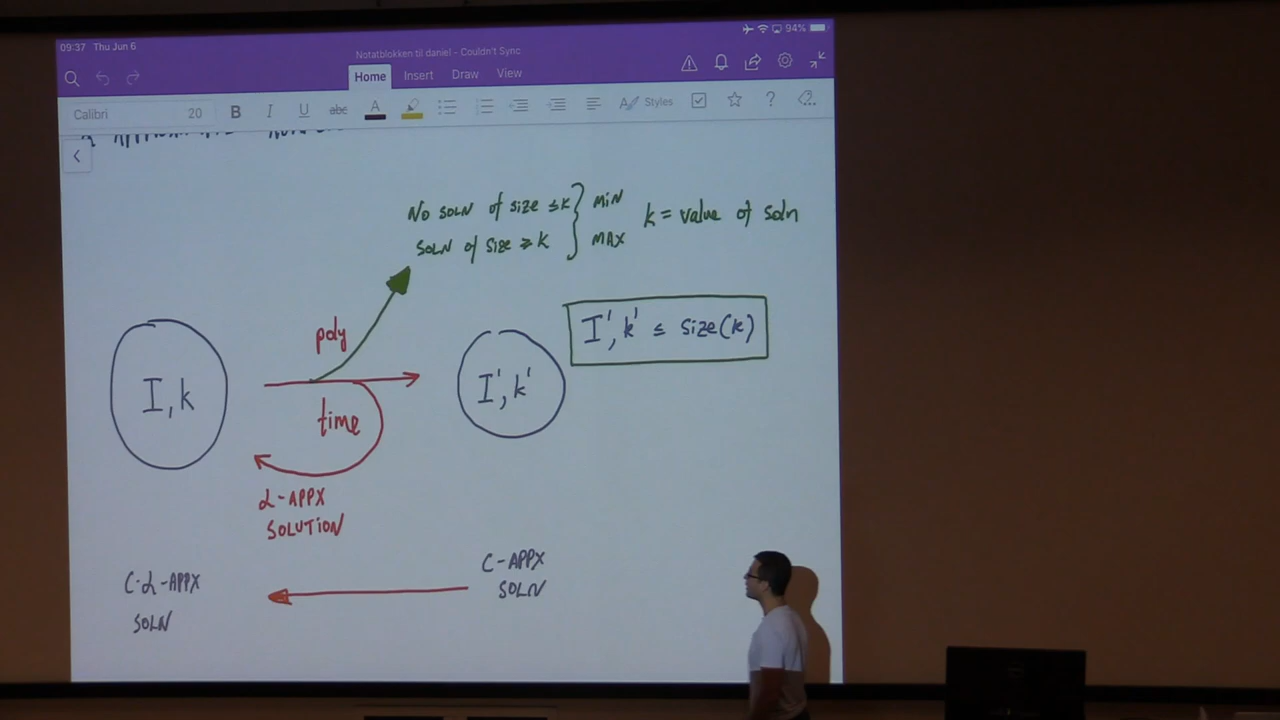 09:37 Thu Jun 6
94%
Notatblokken til daniel - Couldn't Sync
Home Insert Draw View
Calibri 20 B I U abc A Styles ?
No soln of size ≤k } MIN
soln of size ≥ k } MAX
k = value of soln
I', k' ≤ size(k)
poly
I,k
I', k'
time
α-APPX
SOLUTION
C-APPX
SOLN
C·α-APPX
SOLN